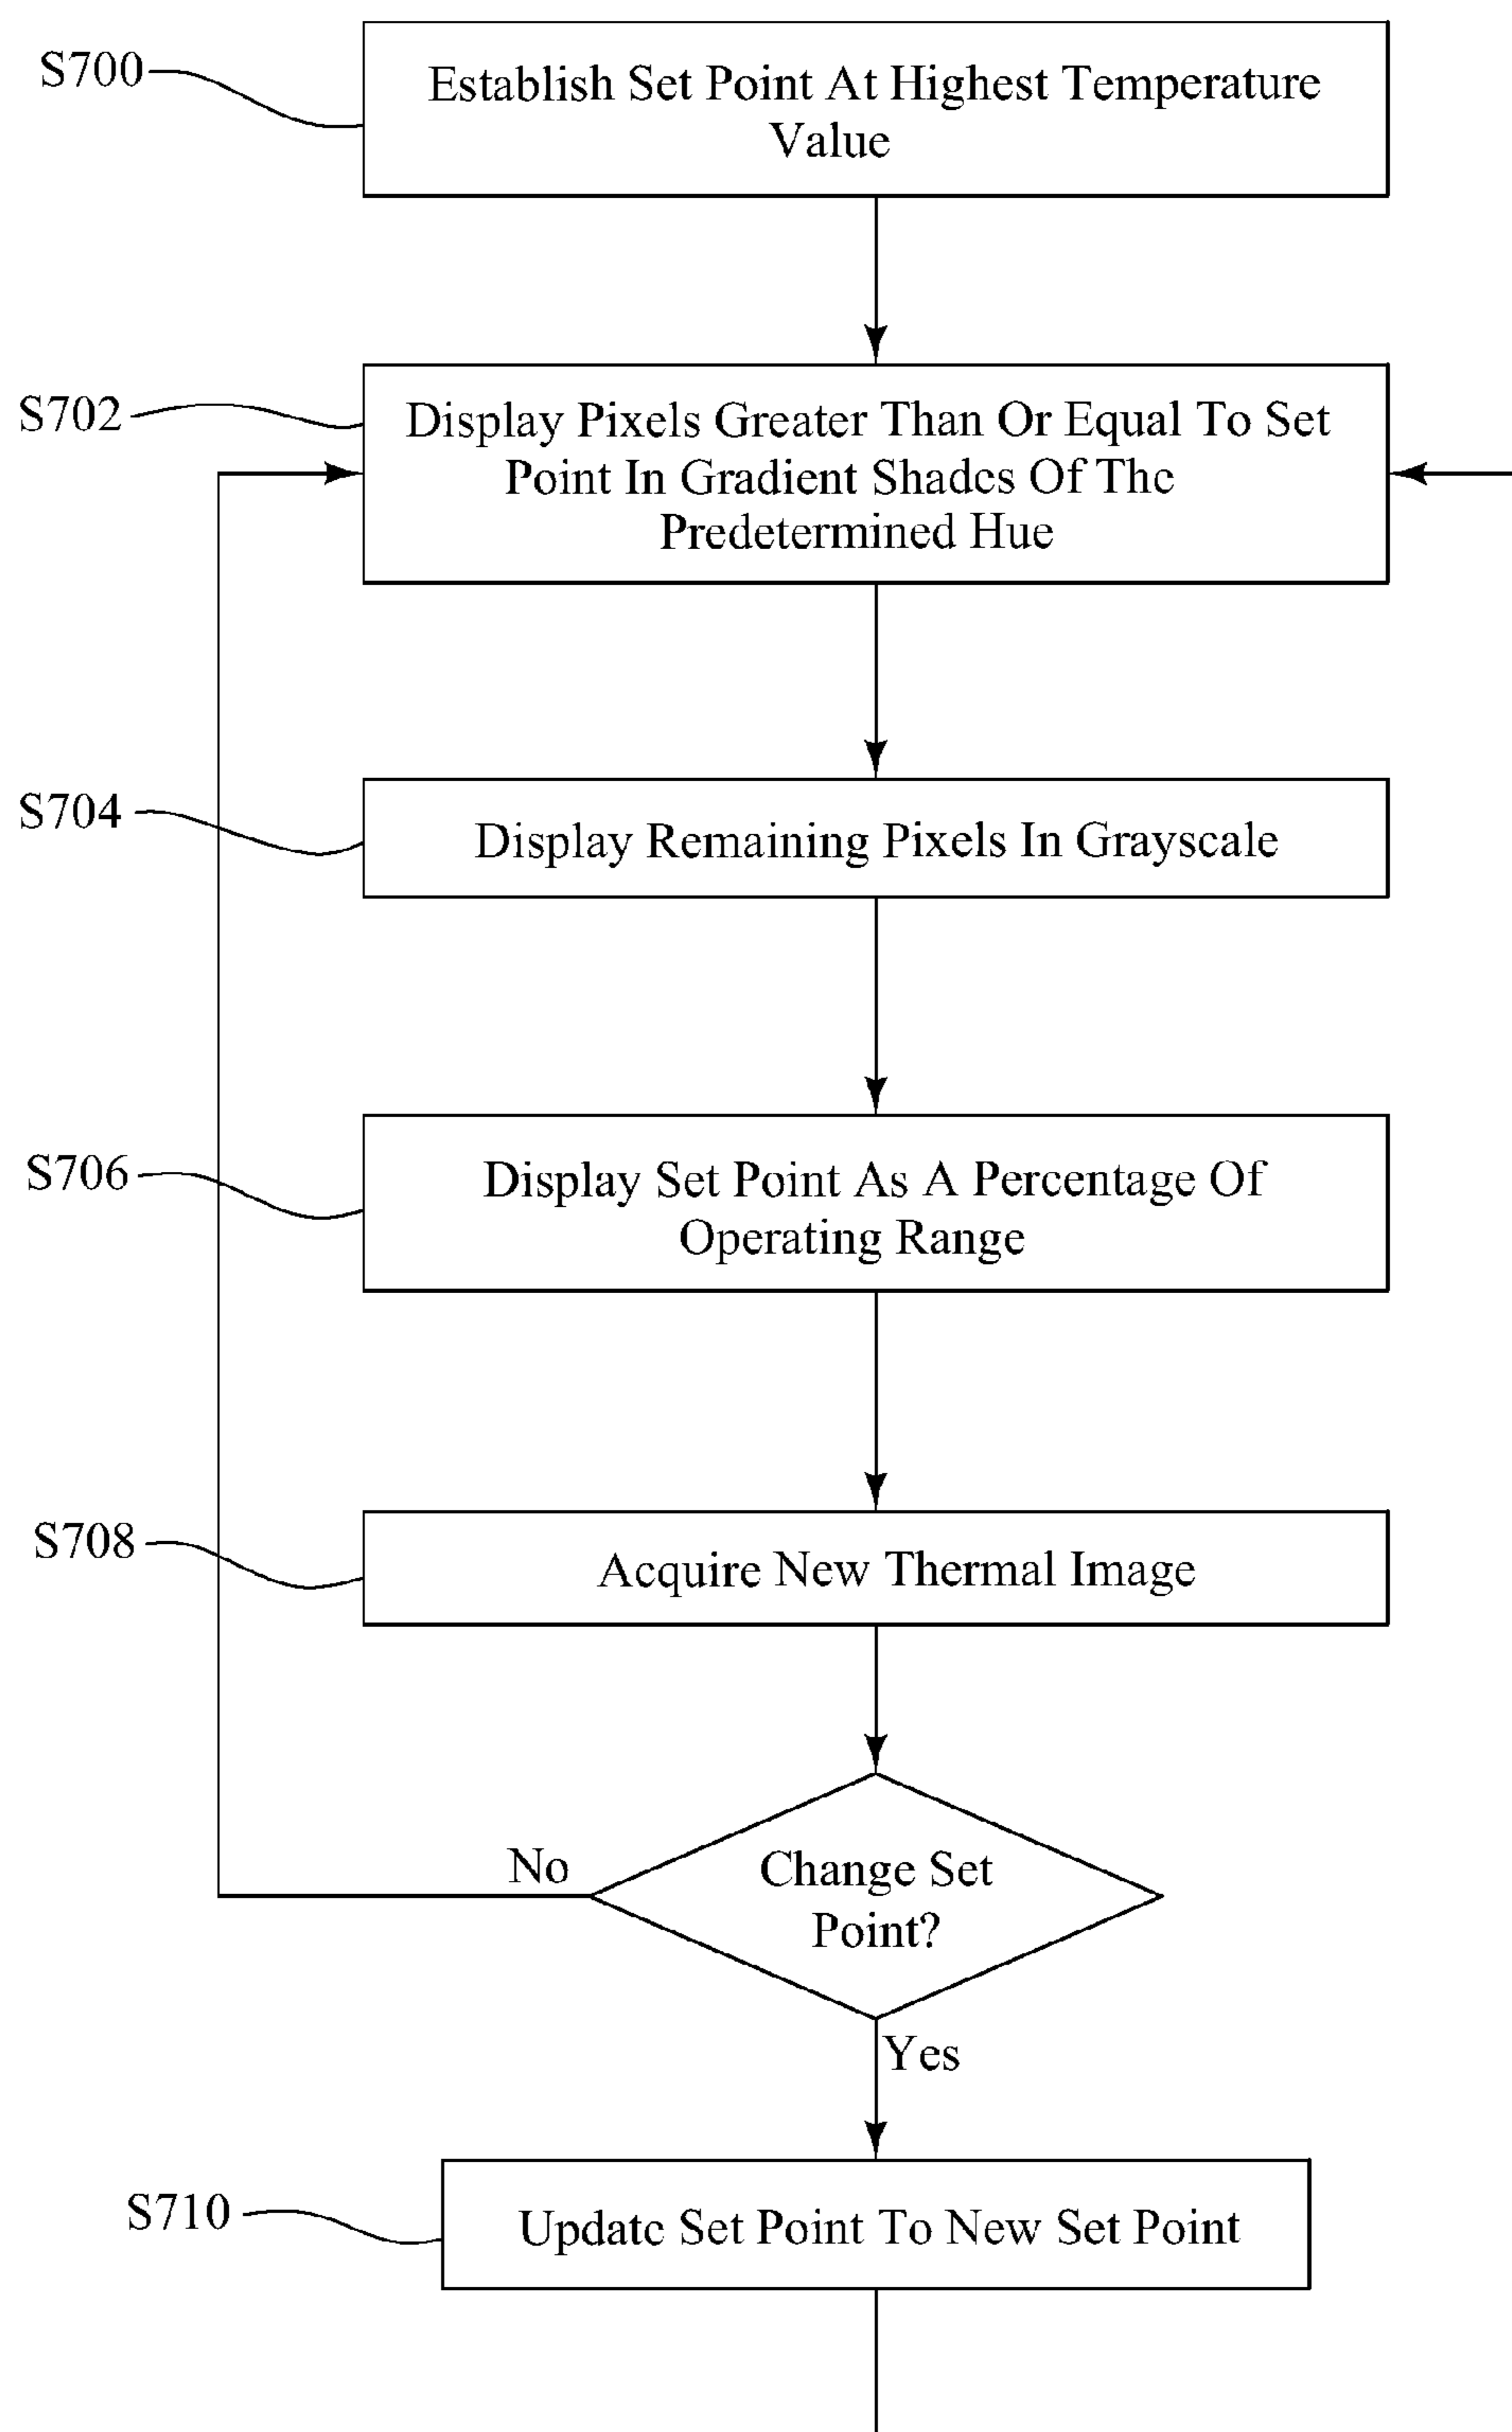 S700
Establish Set Point At Highest Temperature
Value
S702
Display Pixels Greater Than Or Equal To Set
Point In Gradient Shades Of The
Predetermined Hue
S704
Display Remaining Pixels In Grayscale
S706
Display Set Point As A Percentage Of
Operating Range
S708
Acquire New Thermal Image
No
Change Set
Point?
Yes
S710
Update Set Point To New Set Point